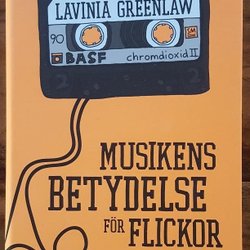 LAVINIA GREENLAW
90
BASF
chromdioxid II
MUSIKENS
BETYDELSE
FÖR FLICKOR